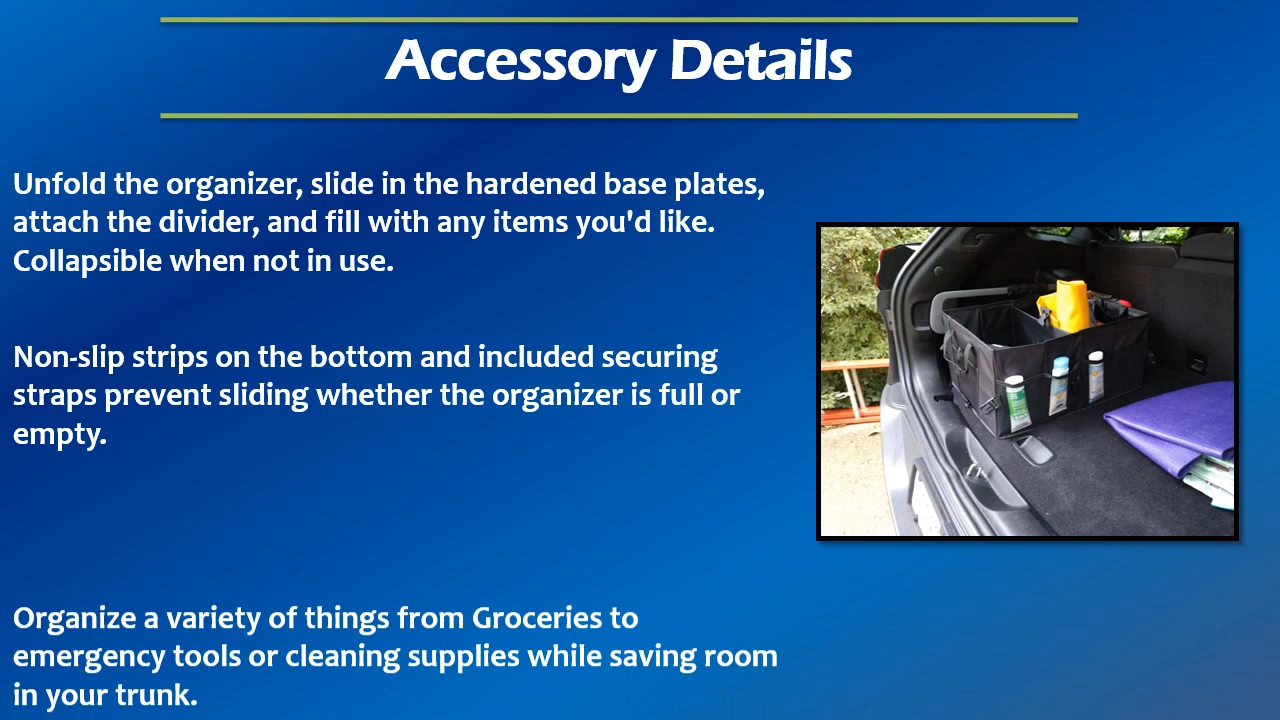 Accessory Details
Unfold the organizer, slide in the hardened base plates,
attach the divider, and fill with any items you'd like.
Collapsible when not in use.
Non-slip strips on the bottom and included securing
straps prevent sliding whether the organizer is full or
empty.
Organize a variety of things from Groceries to
emergency tools or cleaning supplies while saving room
in your trunk.